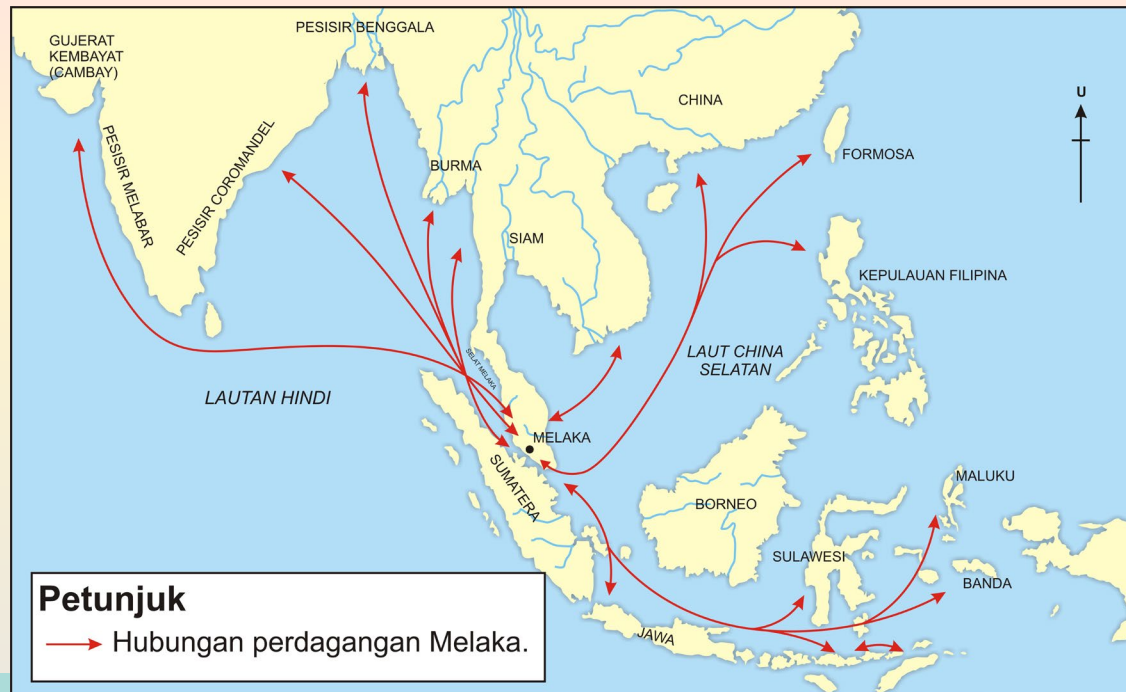 PESISIR BENGGALA
GUJERAT
KEMBAYAT
(CAMBAY)
CHINA
U
FORMOSA
PESISIR MELABAR
PESISIR COROMANDEL
BURMA
SIAM
KEPULAUAN FILIPINA
LAUT CHINA
SELATAN
SELAT MELAKA
LAUTAN HINDI
MELAKA
SUMATERA
BORNEO
MALUKU
SULAWESI
BANDA
JAWA
Petunjuk
Hubungan perdagangan Melaka.